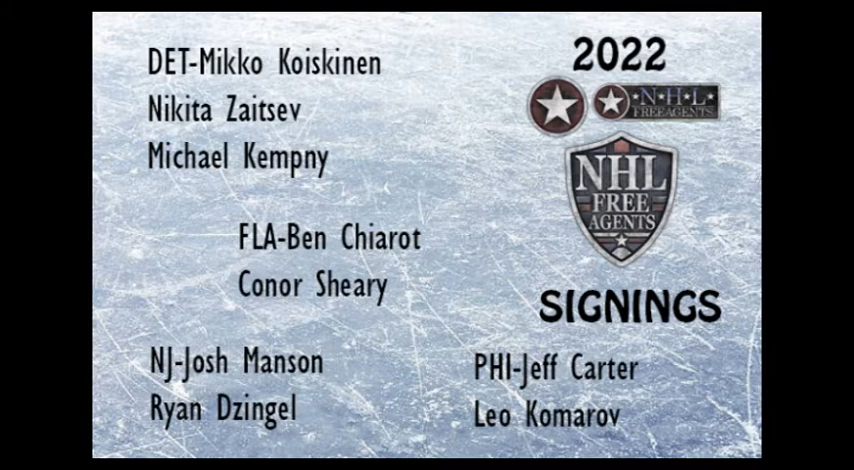 DET-Mikko Koiskinen
Nikita Zaitsev
Michael Kempny
FLA-Ben Chiarot
Conor Sheary
NJ-Josh Manson
Ryan Dzingel
2022
N·H·L
FREEAGENTS
NHL
FREE
AGENTS
SIGNINGS
PHI-Jeff Carter
Leo Komarov